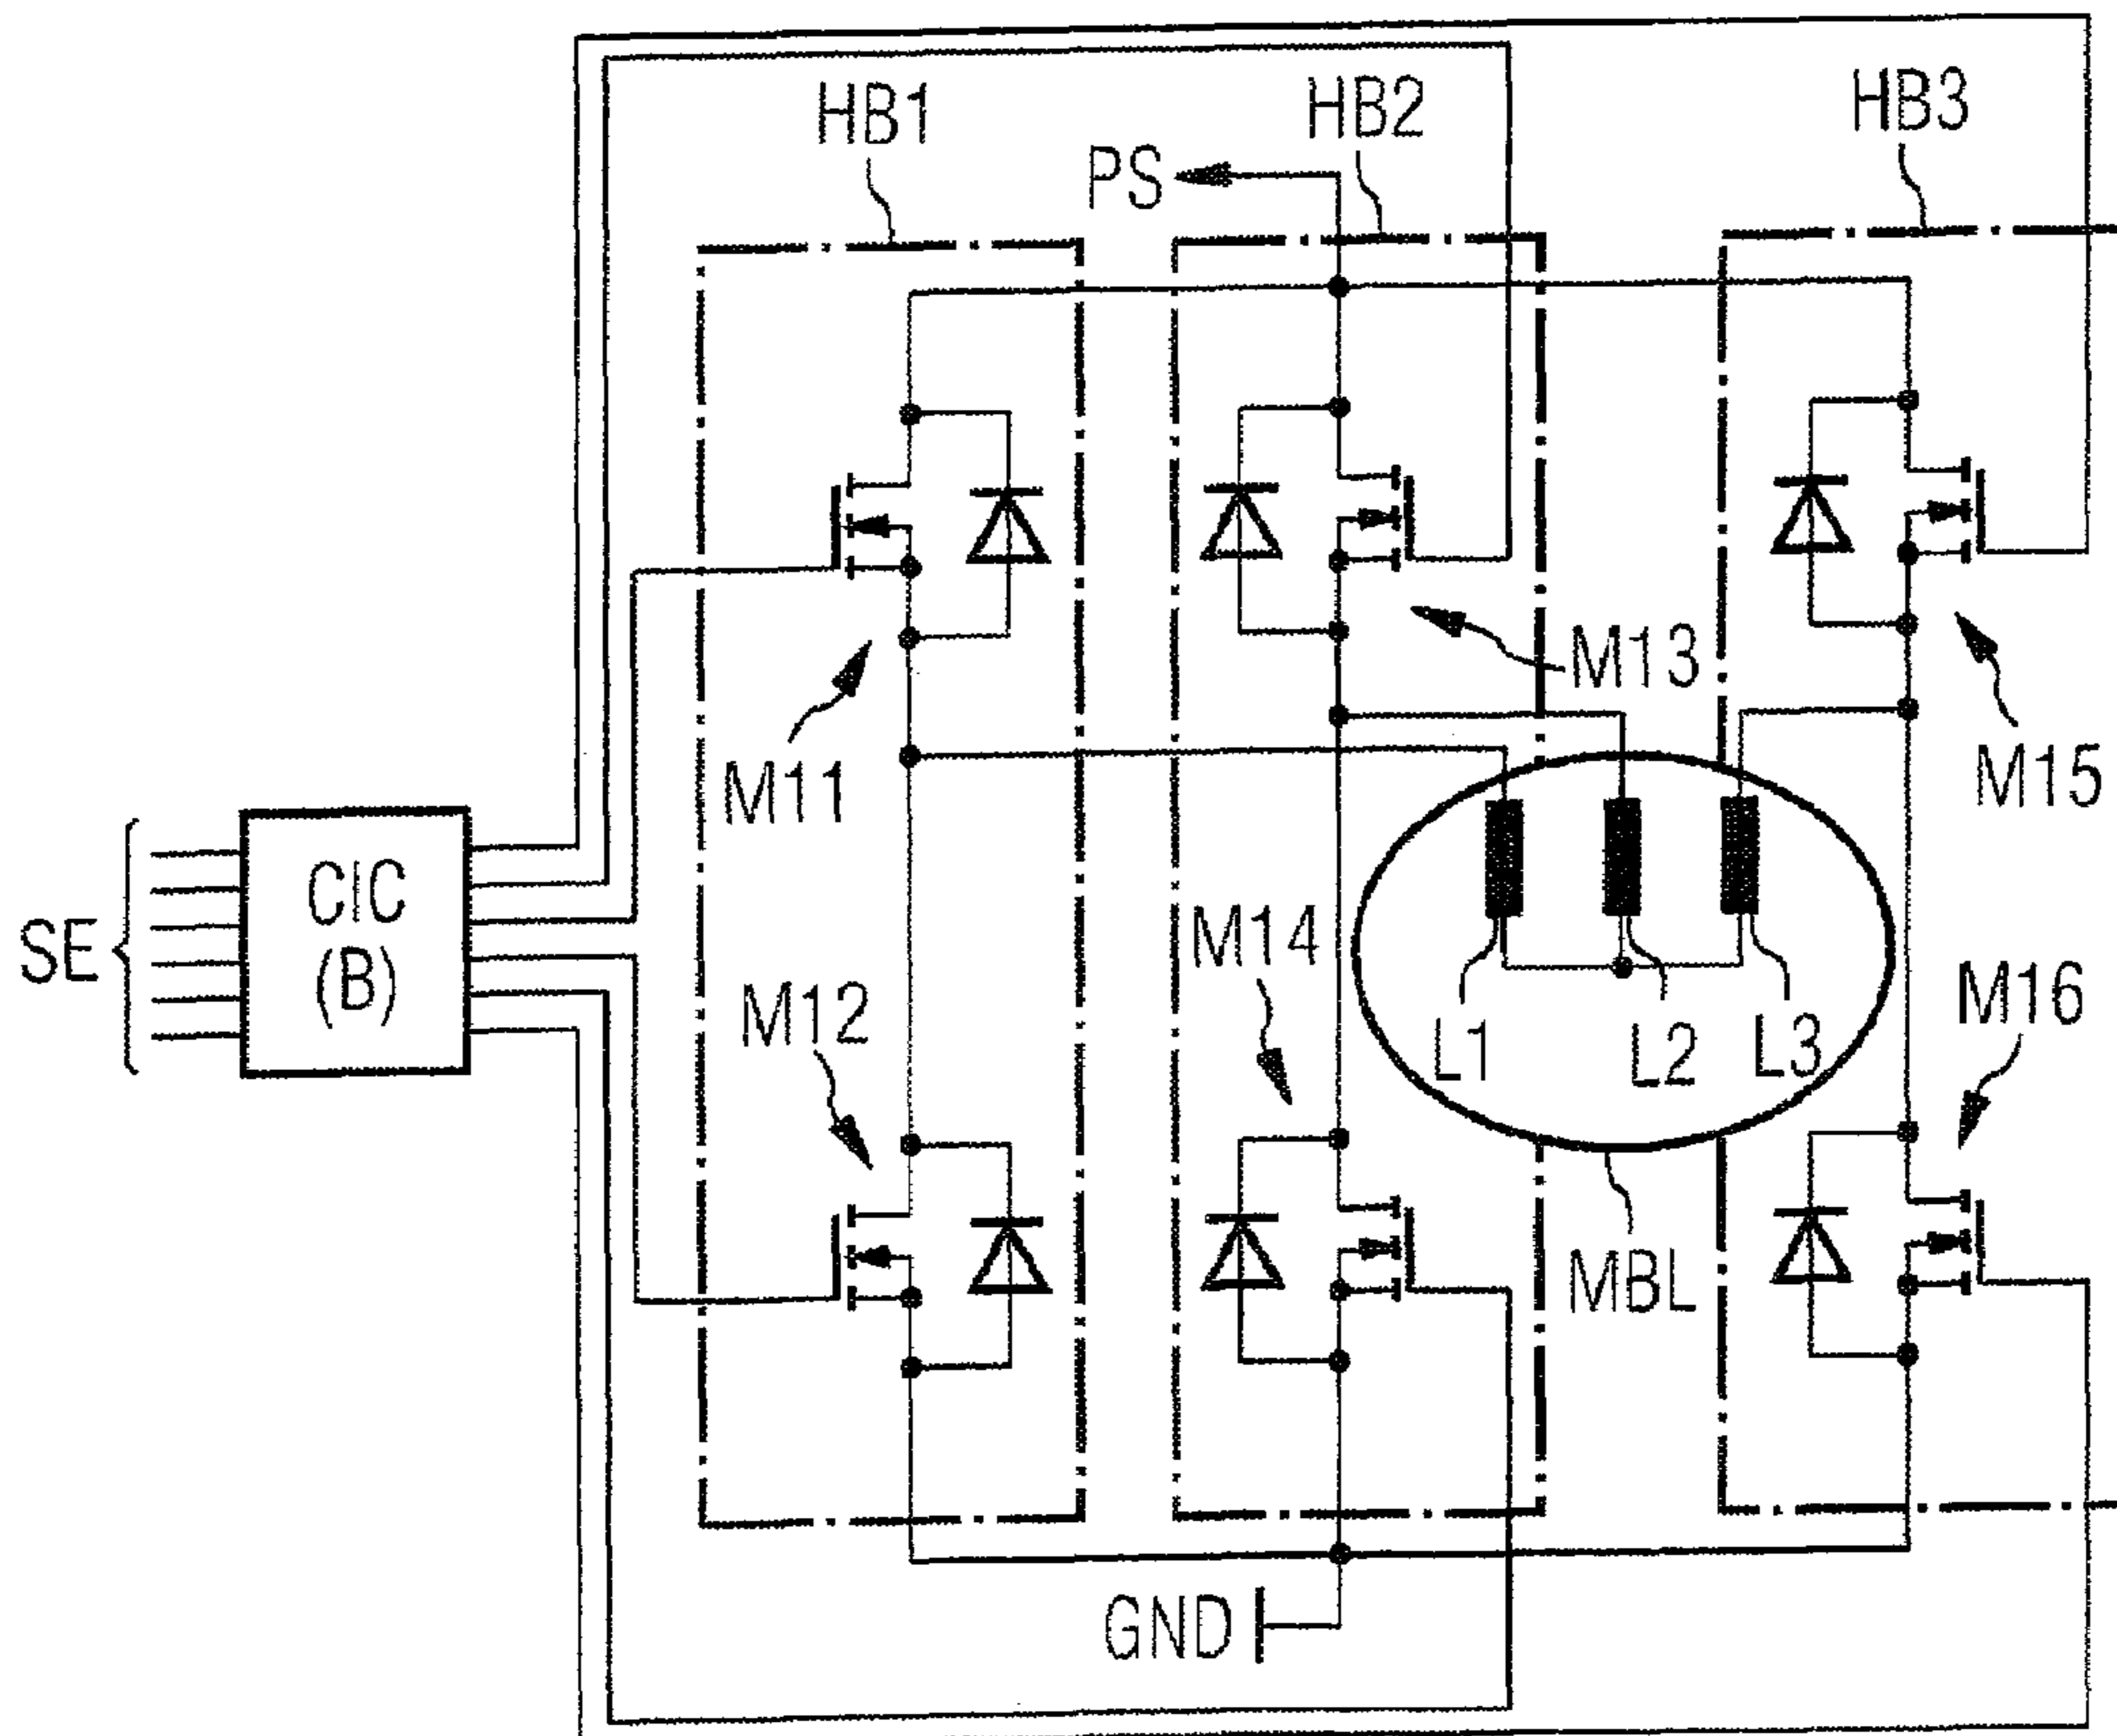 HB1
HB2
HB3
PS
M11
M13
M15
CIC
(B)
SE
M12
M14
M16
L1
L2
L3
MBL
GND